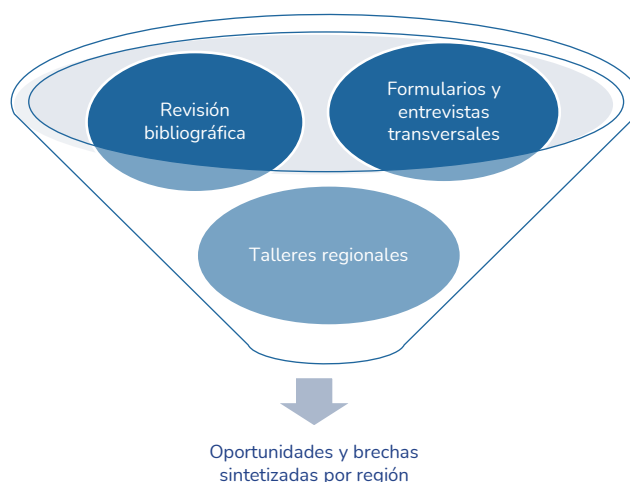 Revisión
bibliográfica
Formularios y
entrevistas
transversales
Talleres regionales
Oportunidades y brechas
sintetizadas por región